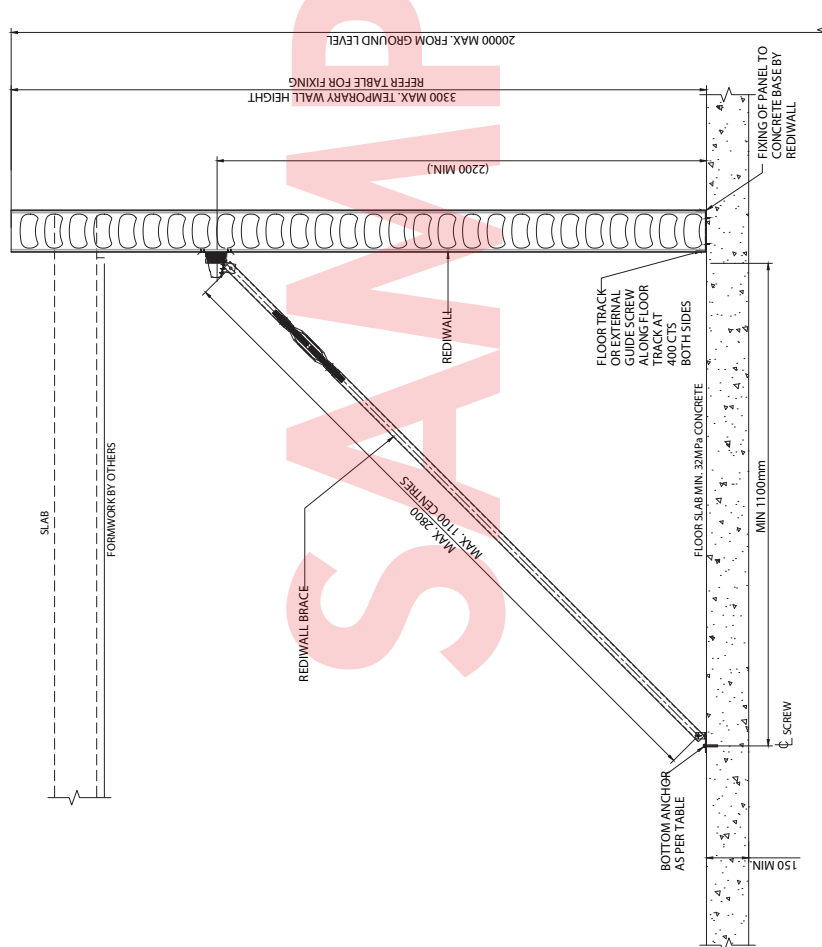 20000 MAX. FROM GROUND LEVEL
3300 MAX. TEMPORARY WALL HEIGHT
REFER TABLE FOR FIXING
(2200 MIN.)
FIXING OF PANEL TO
CONCRETE BASE BY
REDIWALL
SLAB
FORMWORK BY OTHERS
REDIWALL
FLOOR TRACK
OR EXTERNAL
GUIDE SCREW
ALONG FLOOR
TRACK AT
400 CTS
BOTH SIDES
REDIWALL BRACE
MAX. 2800
MAX. 1100 CENTRES
FLOOR SLAB MIN. 32MPa CONCRETE
MIN 1100mm
℄ SCREW
BOTTOM ANCHOR
AS PER TABLE
150 MIN.
SAMP